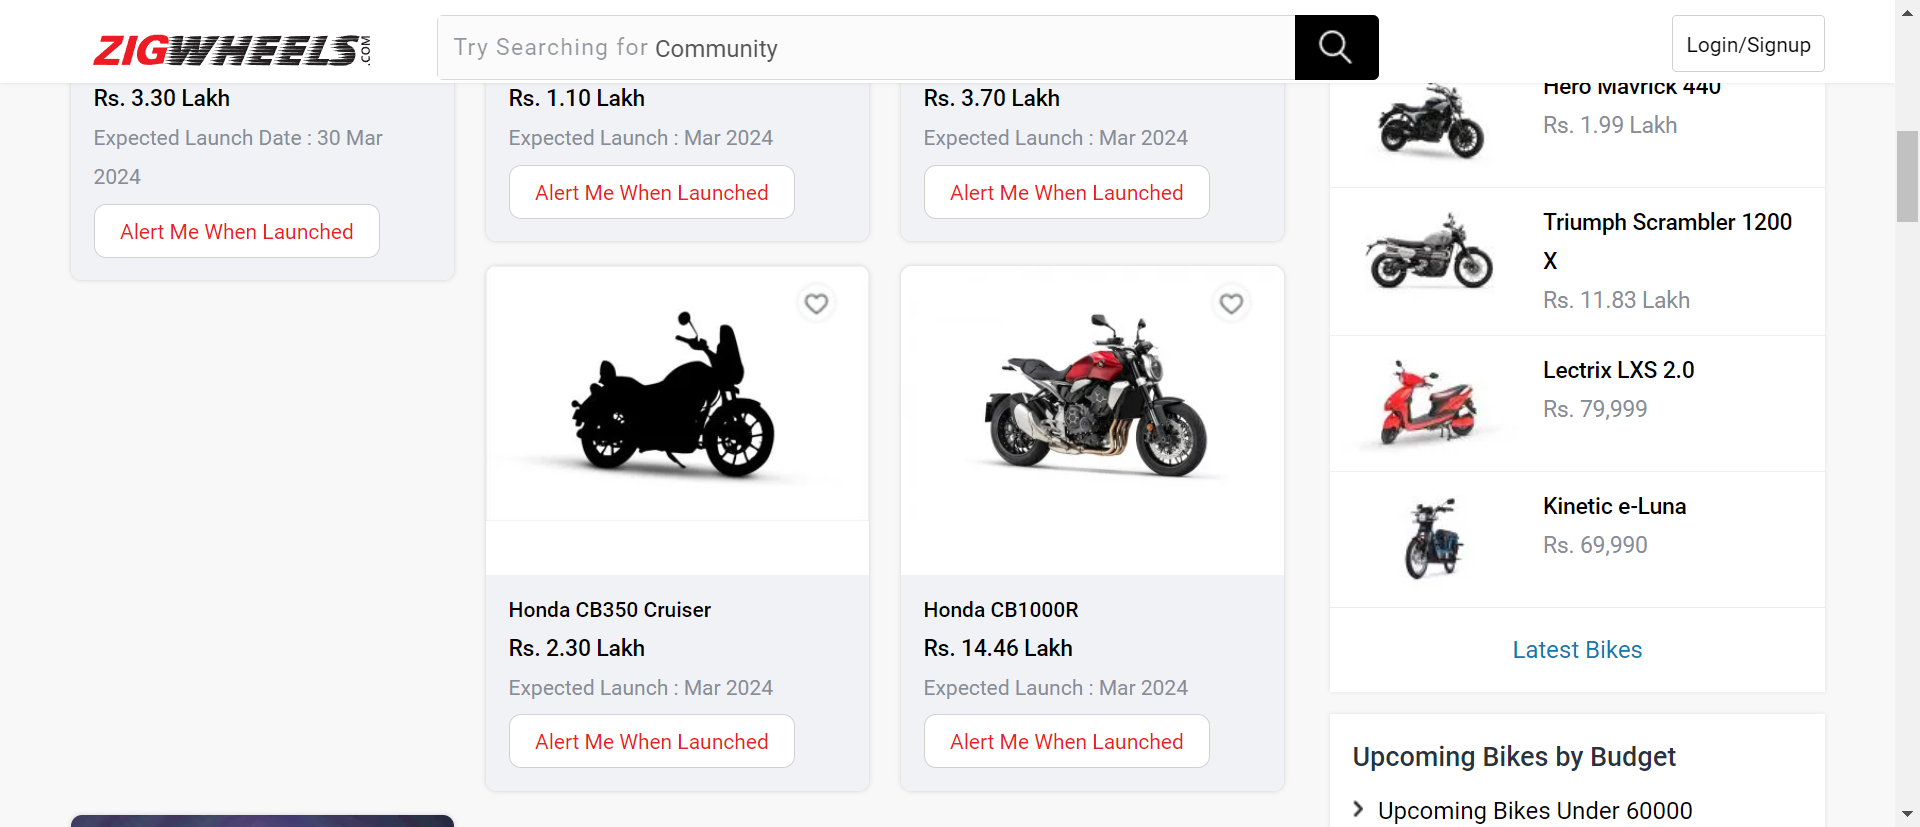 ZIGWHEELS.COM
Try Searching for Community
Login/Signup
Rs. 3.30 Lakh
Expected Launch Date : 30 Mar
2024
Alert Me When Launched
Rs. 1.10 Lakh
Expected Launch : Mar 2024
Alert Me When Launched
Rs. 3.70 Lakh
Expected Launch : Mar 2024
Alert Me When Launched
Honda CB350 Cruiser
Rs. 2.30 Lakh
Expected Launch : Mar 2024
Alert Me When Launched
Honda CB1000R
Rs. 14.46 Lakh
Expected Launch : Mar 2024
Alert Me When Launched
Hero Mavrick 440
Rs. 1.99 Lakh
Triumph Scrambler 1200
X
Rs. 11.83 Lakh
Lectrix LXS 2.0
Rs. 79,999
Kinetic e-Luna
Rs. 69,990
Latest Bikes
Upcoming Bikes by Budget
Upcoming Bikes Under 60000